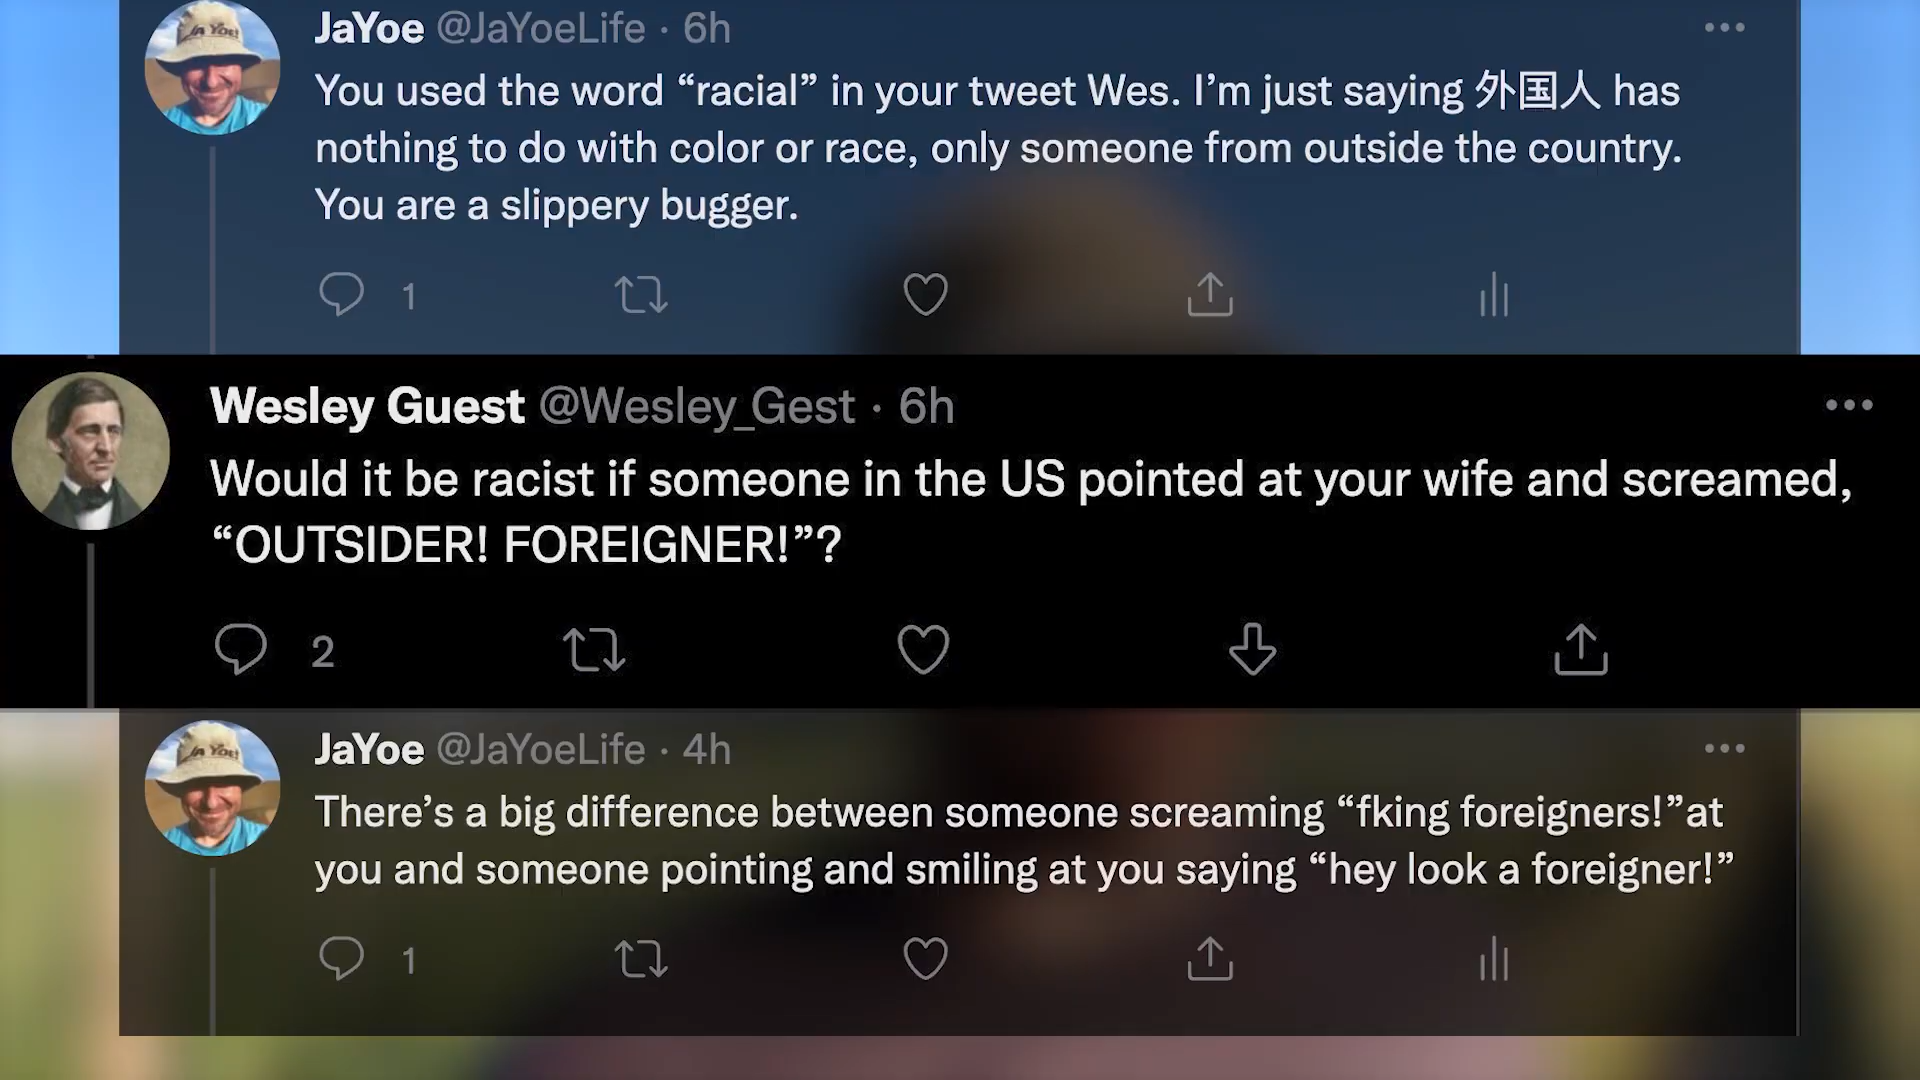 JaYoe @JaYoeLife · 6h
You used the word “racial” in your tweet Wes. I’m just saying 外国人 has
nothing to do with color or race, only someone from outside the country.
You are a slippery bugger.
1
Wesley Guest @Wesley_Gest · 6h
Would it be racist if someone in the US pointed at your wife and screamed,
“OUTSIDER! FOREIGNER!”?
2
JaYoe @JaYoeLife · 4h
There’s a big difference between someone screaming “fking foreigners!”at
you and someone pointing and smiling at you saying “hey look a foreigner!”
1